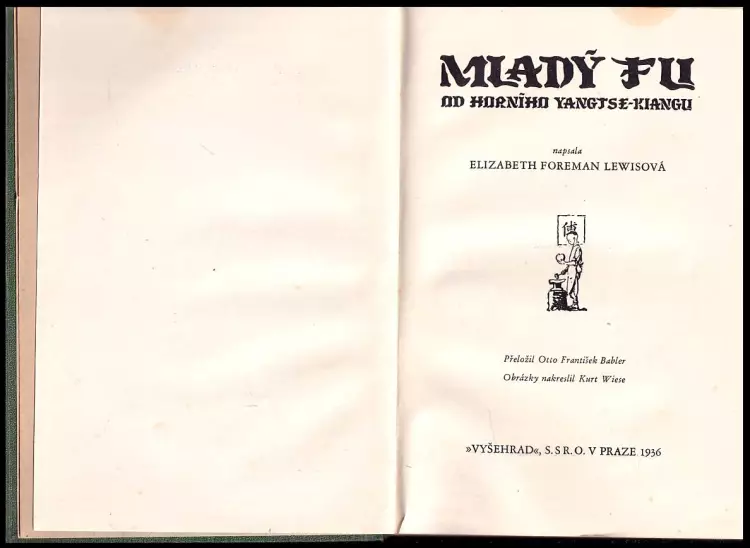 MLADÝ FU
OD HORNÍHO YANGTSE-KIANGU
napsala
ELIZABETH FOREMAN LEWISOVÁ
傅
Přeložil Otto František Babler
Obrázky nakreslil Kurt Wiese
»VYŠEHRAD«, S. S R. O. V PRAZE 1936